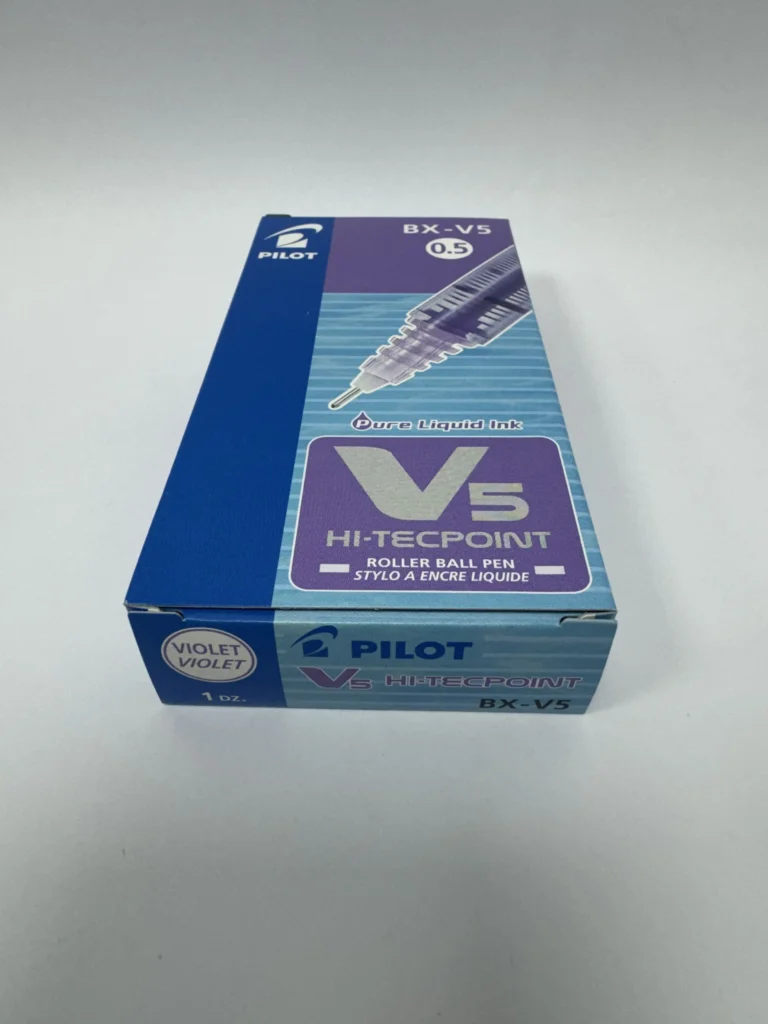 PILOT
BX-V5
0.5
Pure Liquid Ink
V5
HI-TECPOINT
ROLLER BALL PEN
STYLO A ENCRE LIQUIDE
VIOLET
VIOLET
1 DZ.
PILOT
V5 HI-TECPOINT
BX-V5